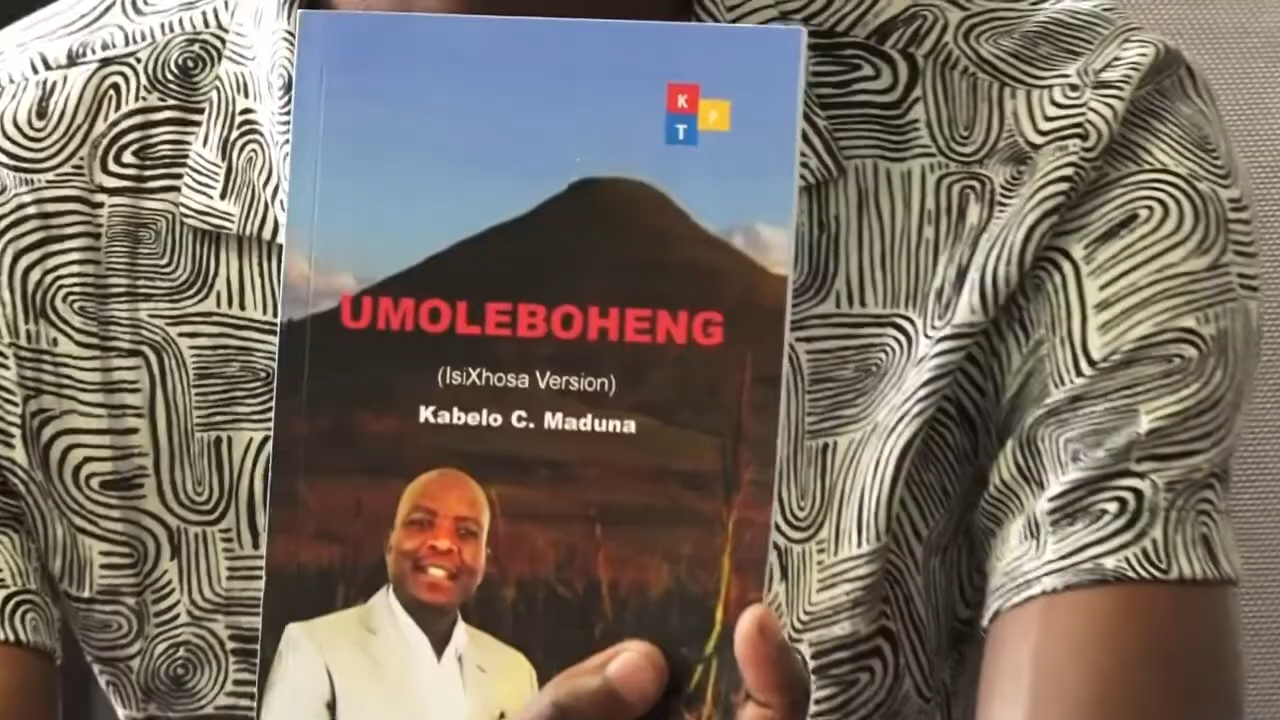 K P
T
UMOLEBOHENG
(IsiXhosa Version)
Kabelo C. Maduna